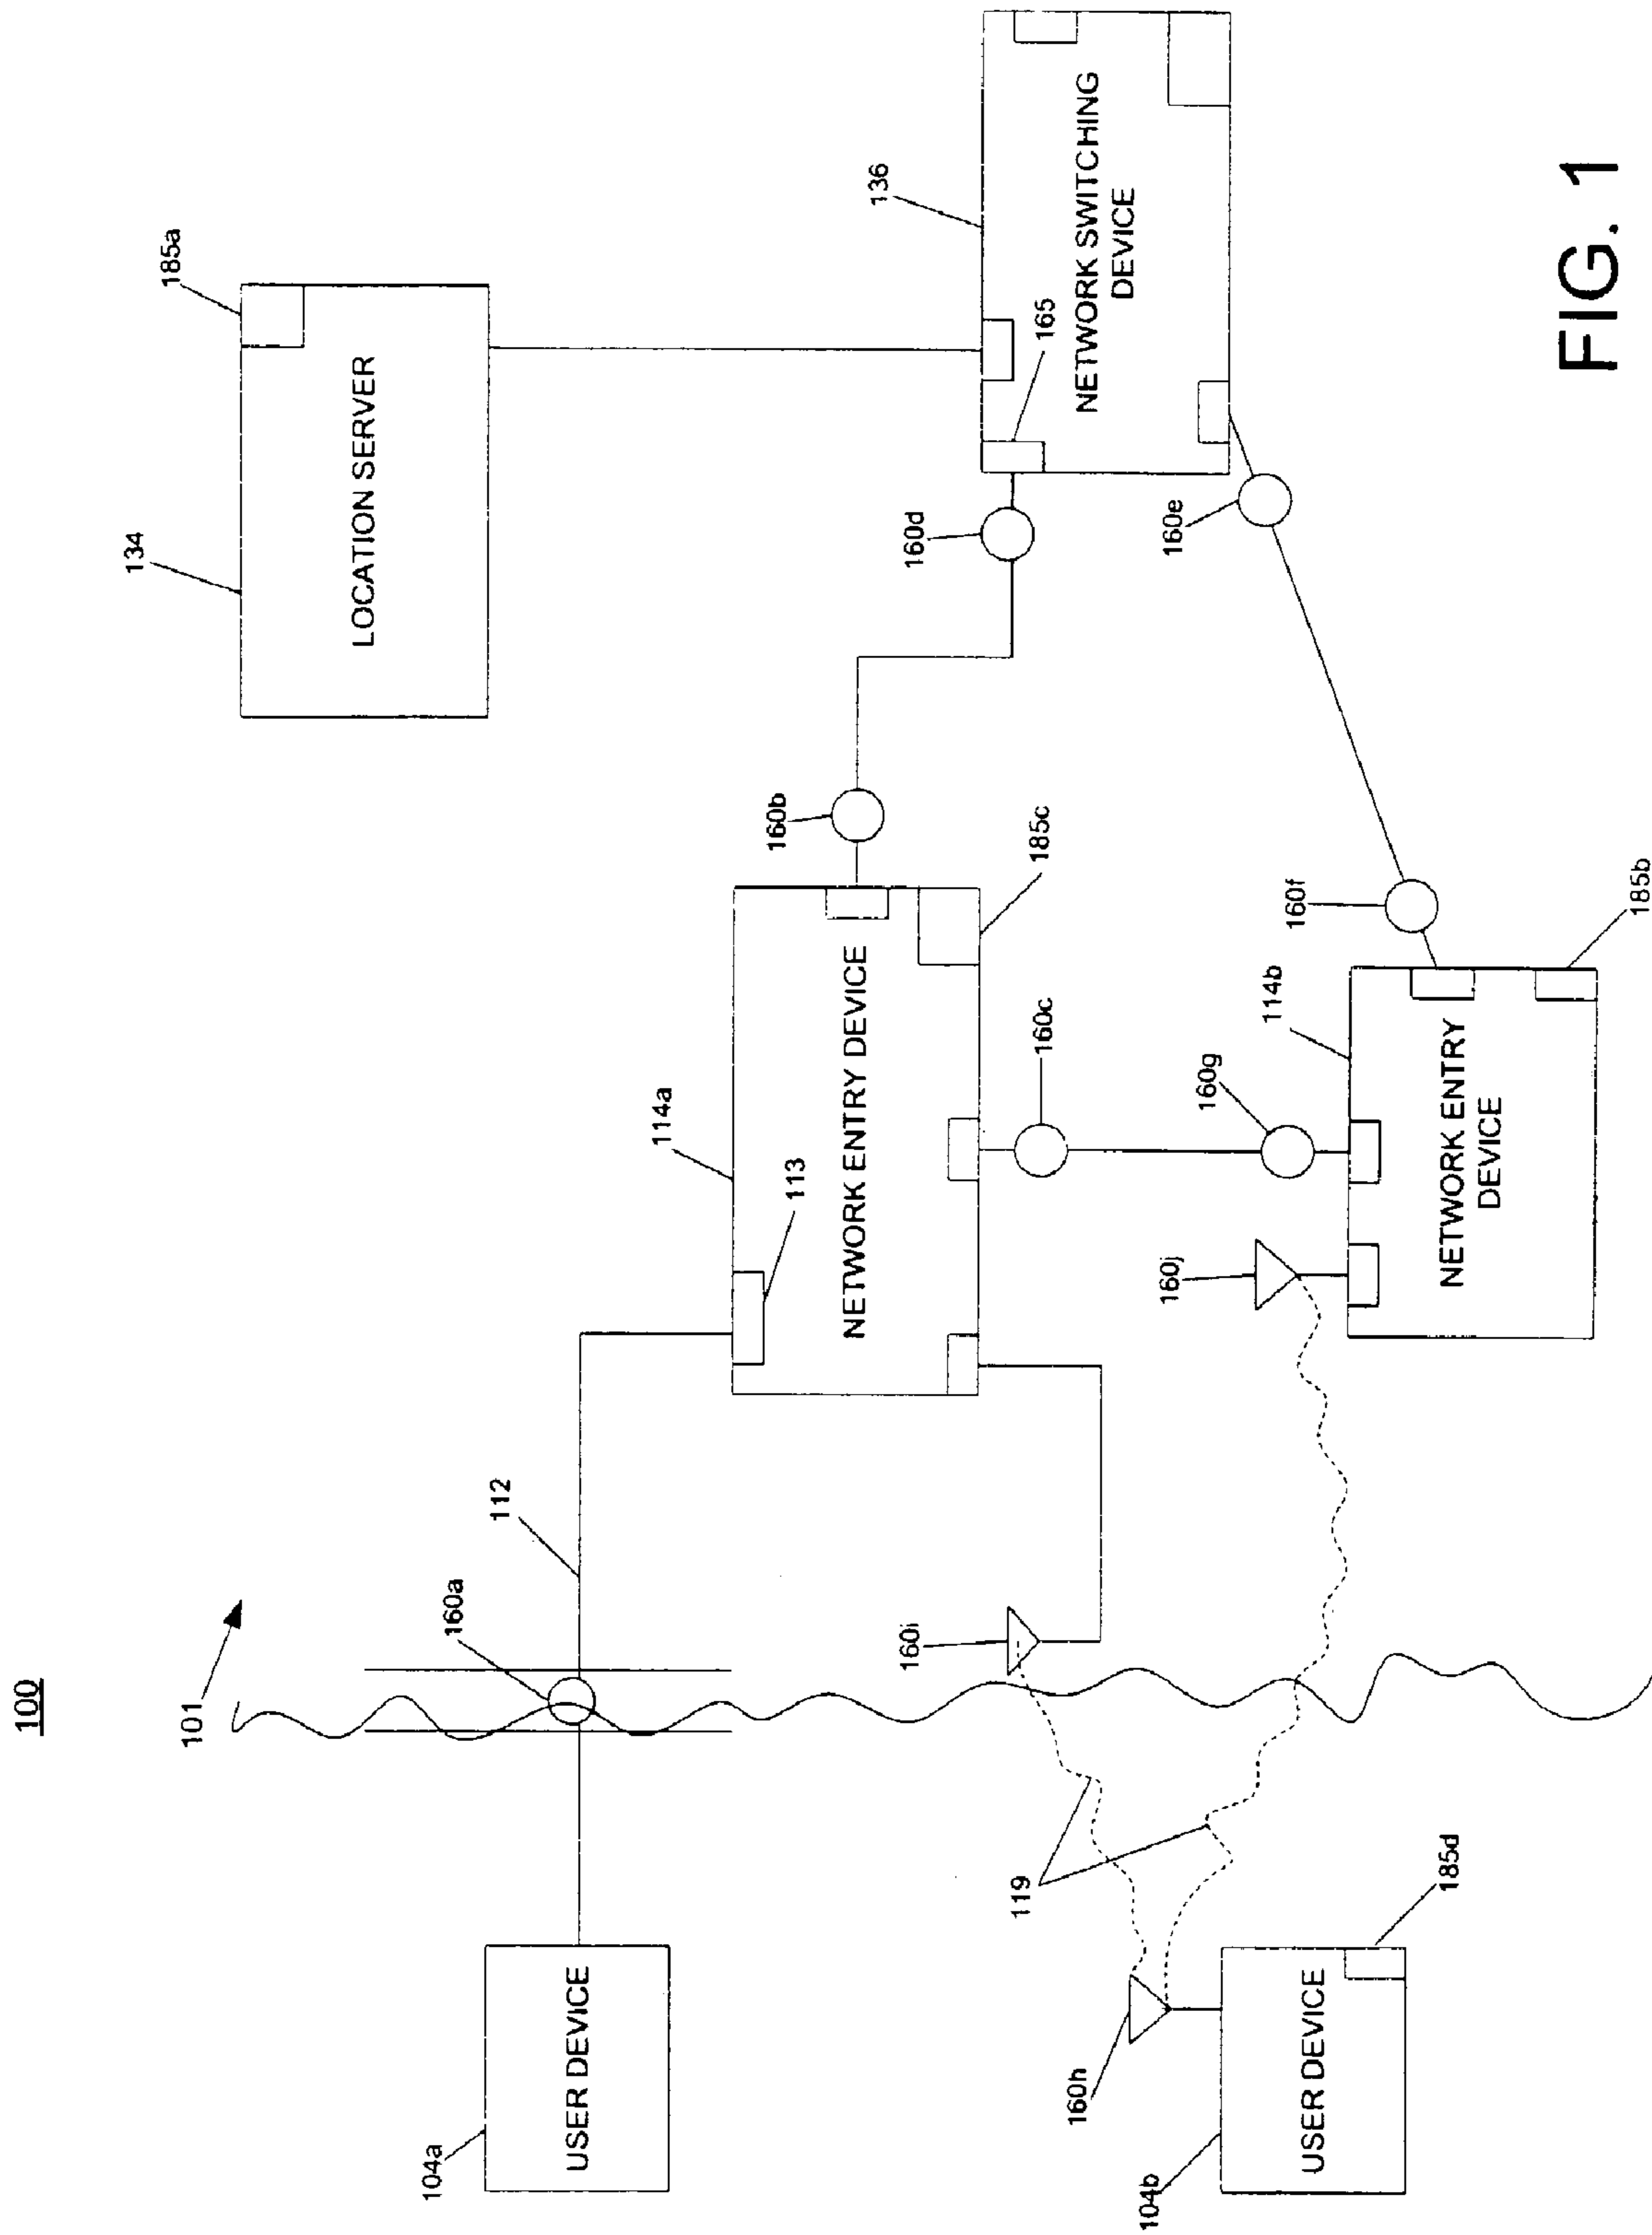 100
101
134
LOCATION SERVER
185a
104a
USER DEVICE
160a
112
114a
113
NETWORK ENTRY DEVICE
160b
185c
160d
136
165
NETWORK SWITCHING
DEVICE
160i
160c
160g
114b
160f
160e
119
160h
160j
104b
USER DEVICE
185d
NETWORK ENTRY
DEVICE
185b
FIG. 1